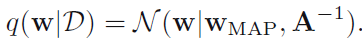 q(𝐰|𝒟) = 𝒩(𝐰|𝐰_MAP, 𝐀⁻¹).